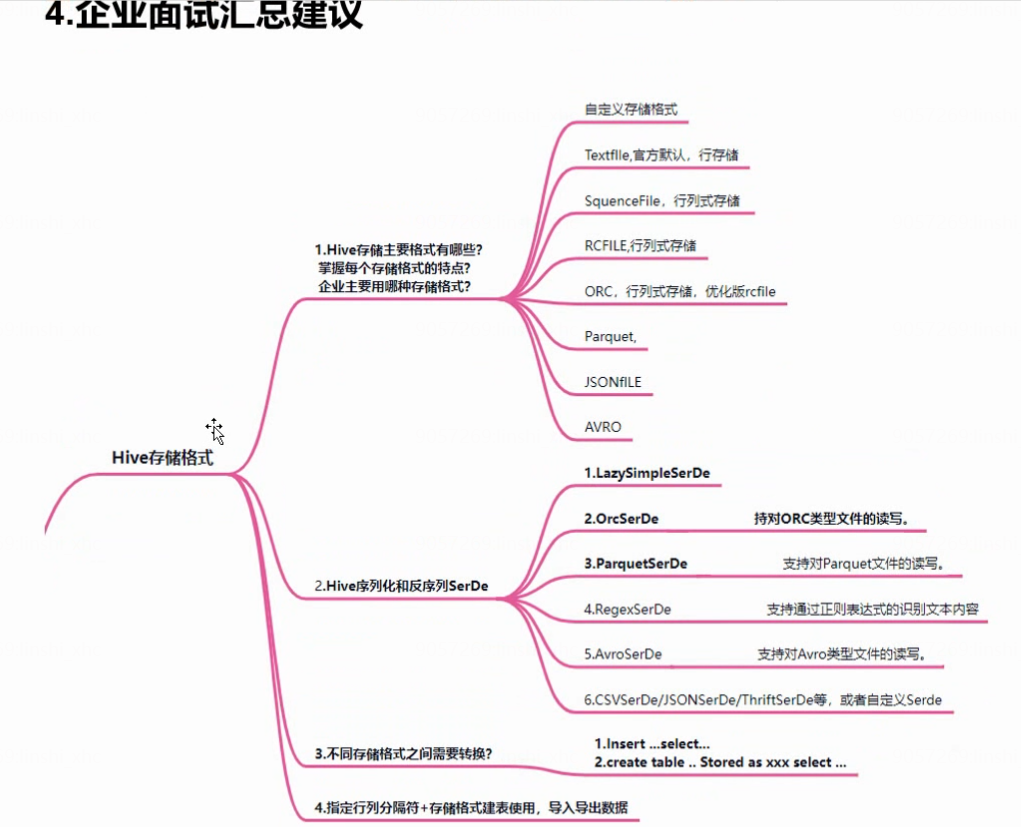 4.企业面试汇总建议
自定义存储格式
Textflle,官方默认，行存储
SquenceFile，行列式存储
1.Hive存储主要格式有哪些?
掌握每个存储格式的特点?
企业主要用哪种存储格式?
RCFILE,行列式存储
ORC，行列式存储，优化版rcfile
Parquet,
JSONfILE
AVRO
Hive存储格式
1.LazySimpleSerDe
2.OrcSerDe 持对ORC类型文件的读写。
3.ParquetSerDe 支持对Parquet文件的读写。
2.Hive序列化和反序列SerDe
4.RegexSerDe 支持通过正则表达式的识别文本内容
5.AvroSerDe 支持对Avro类型文件的读写。
6.CSVSerDe/JSONSerDe/ThriftSerDe等，或者自定义Serde
3.不同存储格式之间需要转换?
1.Insert ...select...
2.create table .. Stored as xxx select ...
4.指定行列分隔符+存储格式建表使用，导入导出数据